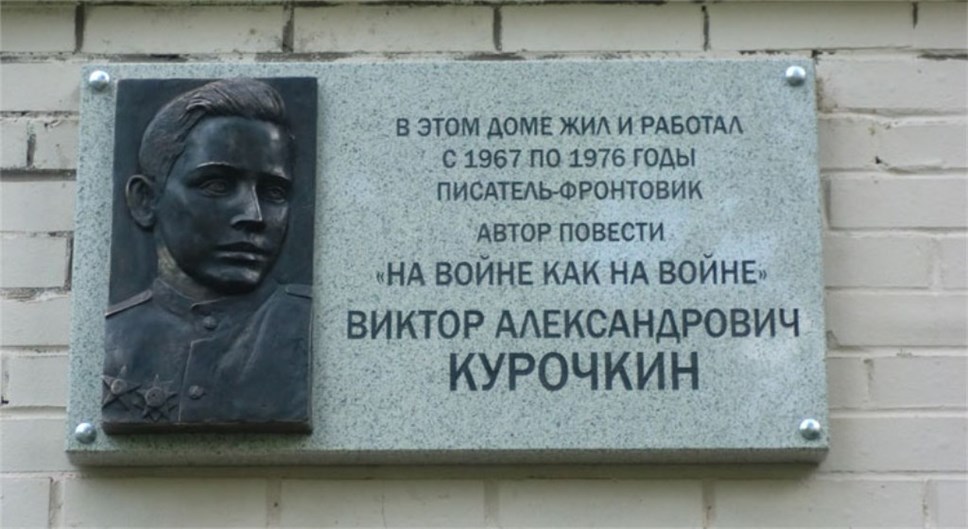 В ЭТОМ ДОМЕ ЖИЛ И РАБОТАЛ
С 1967 ПО 1976 ГОДЫ
ПИСАТЕЛЬ-ФРОНТОВИК
АВТОР ПОВЕСТИ
«НА ВОЙНЕ КАК НА ВОЙНЕ»
ВИКТОР АЛЕКСАНДРОВИЧ
КУРОЧКИН